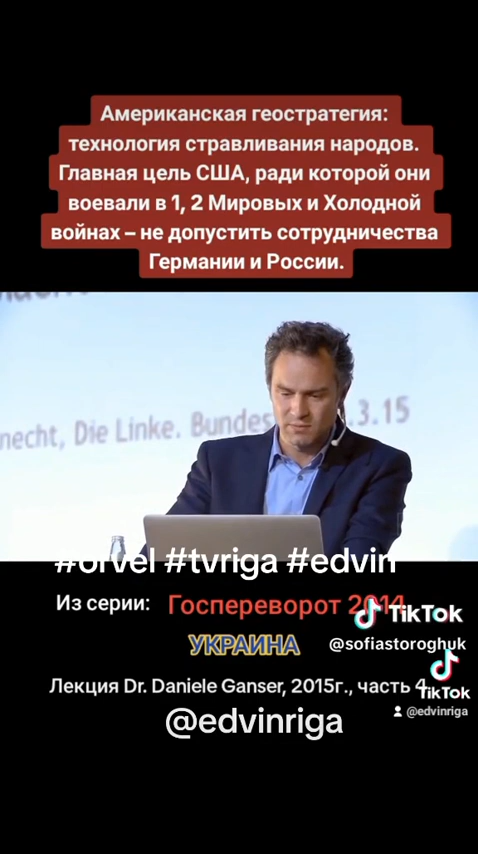 Американская геостратегия:
технология стравливания народов.
Главная цель США, ради которой они
воевали в 1, 2 Мировых и Холодной
войнах – не допустить сотрудничества
Германии и России.
necht, Die Linke. Bundes .3.15
#orvel #tvriga #edvin
Из серии: Госпереворот 2014
TikTok
УКРАИНА
@sofiastoroghuk
Лекция Dr. Daniele Ganser, 2015г., часть 4
TikTok
@edvinriga
@edvinriga